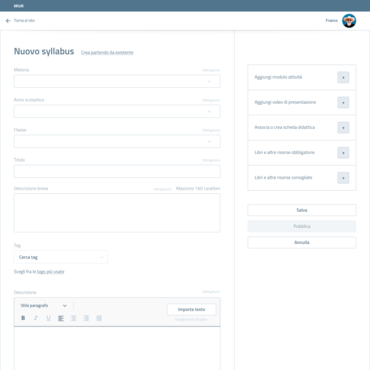 MIUR
Torna al sito
Franco
Nuovo syllabus
Crea partendo da esistente
Materia
Obbligatorio
Anno scolastico
Obbligatorio
Classe
Obbligatorio
Titolo
Obbligatorio
Descrizione breve
Obbligatorio
Massimo 160 caratteri
Tag
Cerca tag
Scegli fra le tags più usate
Descrizione
Obbligatorio
Stile paragrafo
Importa testo
B I U
Aggiungi modulo attività +
Aggiungi video di presentazione +
Associa o crea scheda didattica +
Libri e altre risorse obbligatorie +
Libri e altre risorse consigliate +
Salva
Pubblica
Annulla